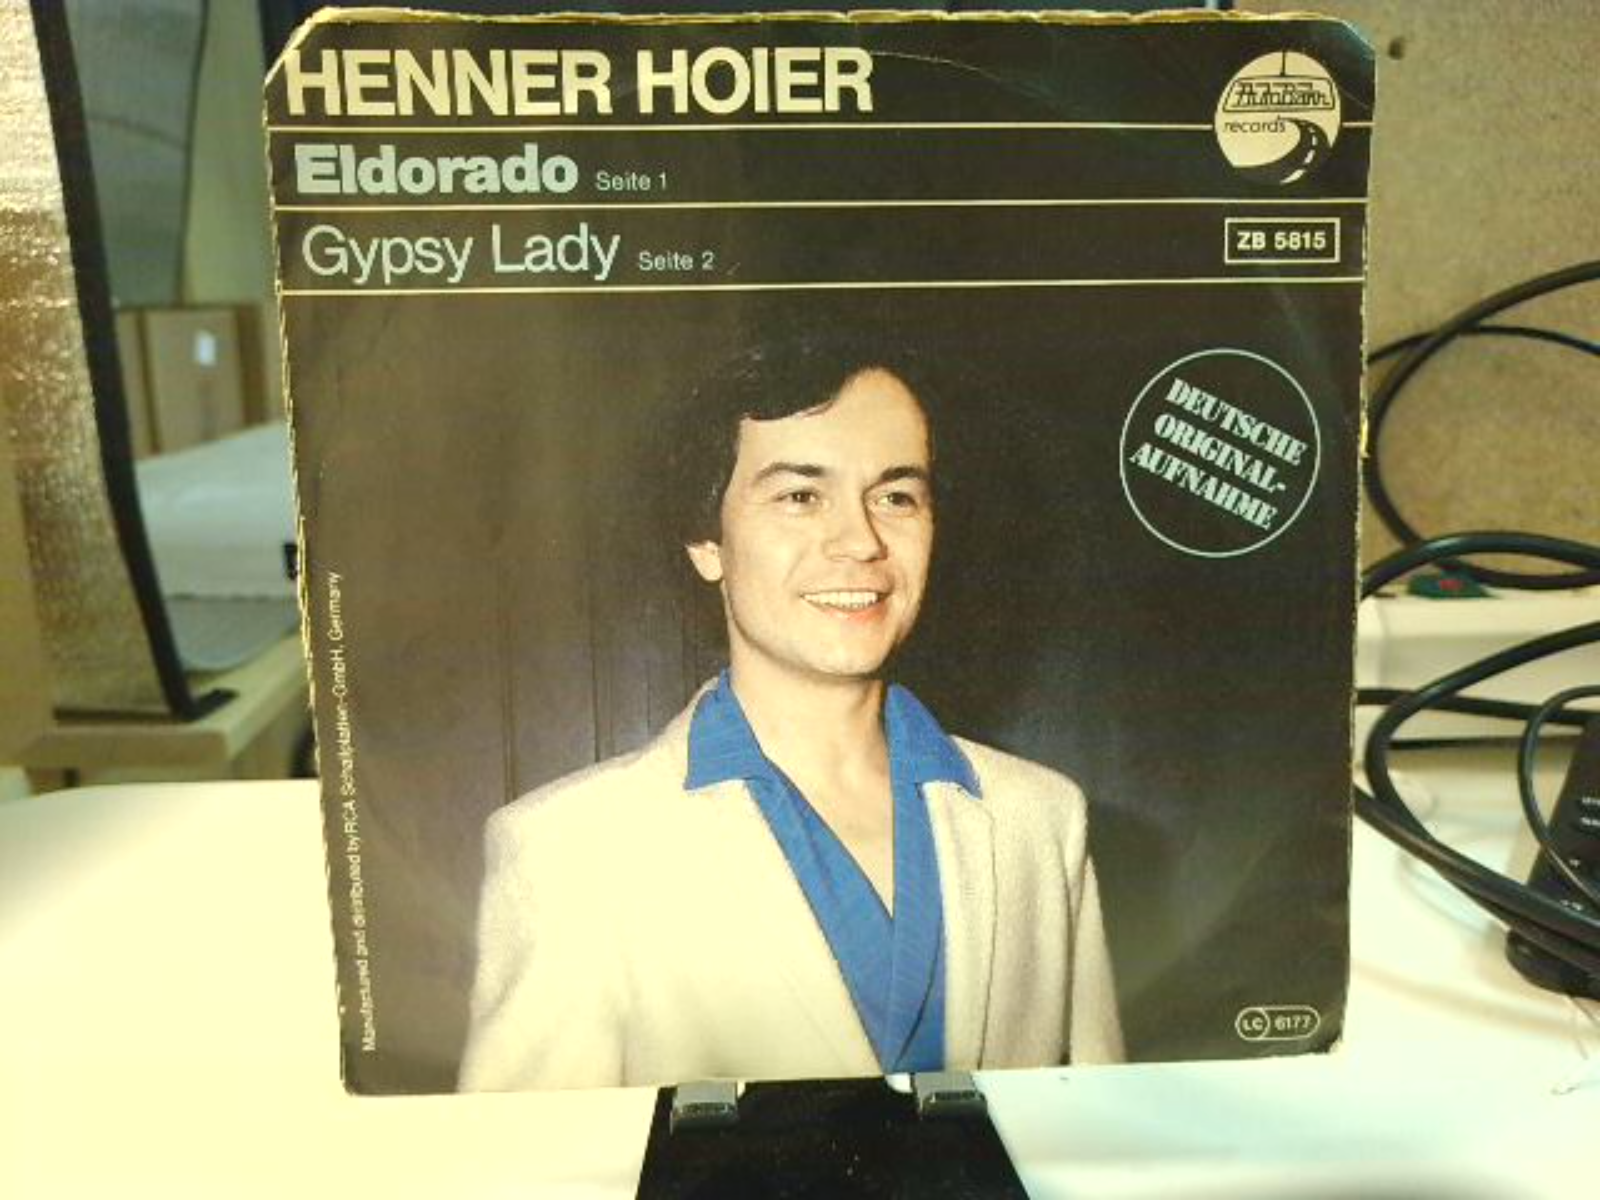 HENNER HOIER
AutoBahn
records
Eldorado Seite 1
Gypsy Lady Seite 2
ZB 5815
DEUTSCHE
ORIGINAL-
AUFNAHME
Manufactured and distributed by RCA Schallplatten-GmbH, Germany
LC 6177